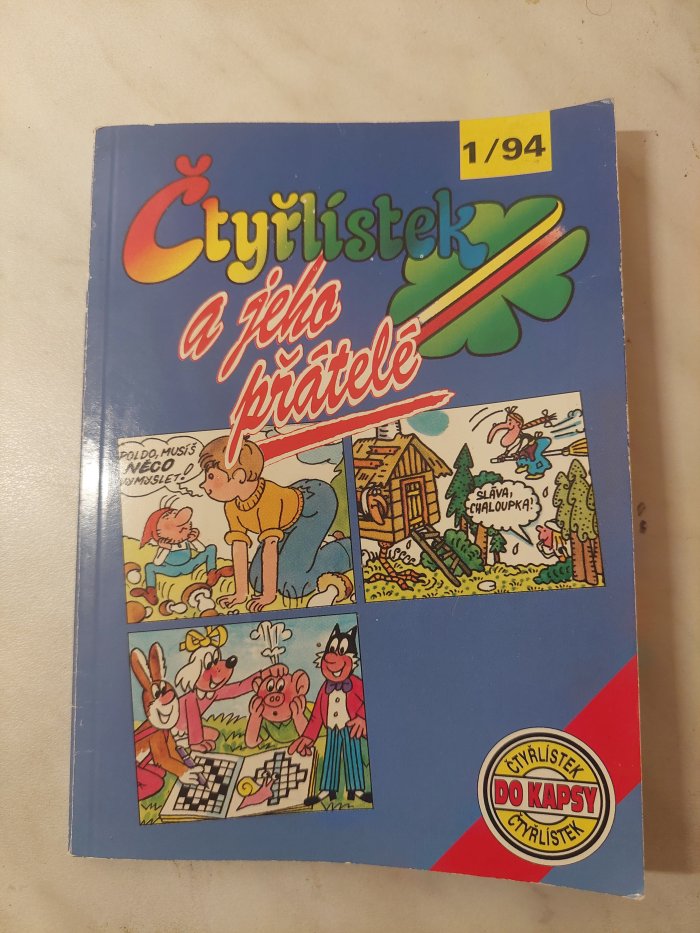 1/94
Čtyřlístek
a jeho
přátelé
POLDO, MUSÍŠ
NĚCO
VYMYSLET!
SLÁVA,
CHALOUPKA!
ČTYŘLÍSTEK
DO KAPSY
ČTYŘLÍSTEK